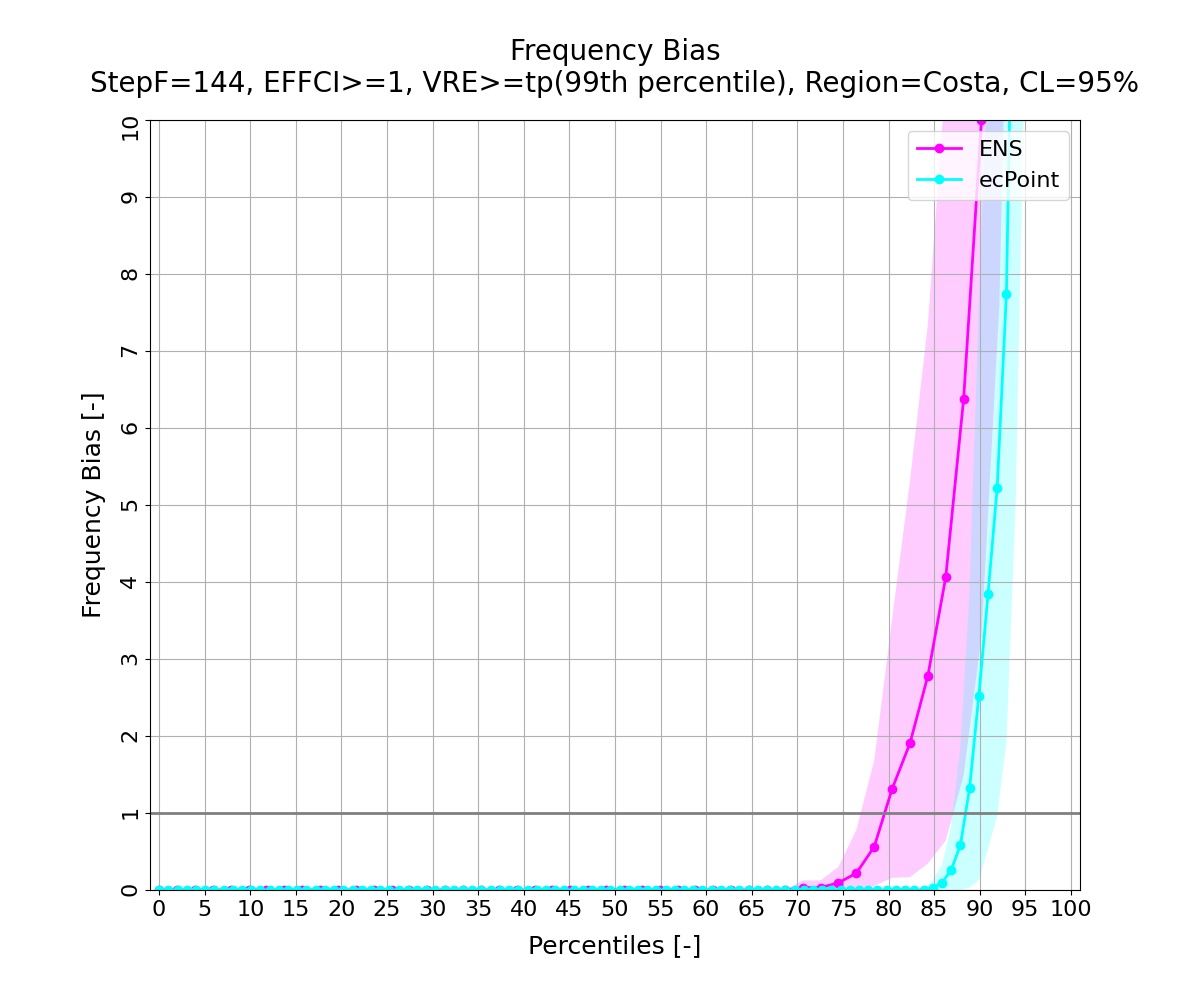 Frequency Bias
StepF=144, EFFCI>=1, VRE>=tp(99th percentile), Region=Costa, CL=95%
ENS
ecPoint
Frequency Bias [-]
10
9
8
7
6
5
4
3
2
1
0
0 5 10 15 20 25 30 35 40 45 50 55 60 65 70 75 80 85 90 95 100
Percentiles [-]